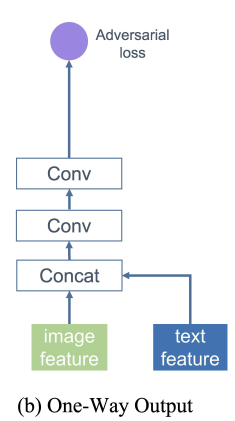 Adversarial
loss
Conv
Conv
Concat
image
feature
text
feature
(b) One-Way Output